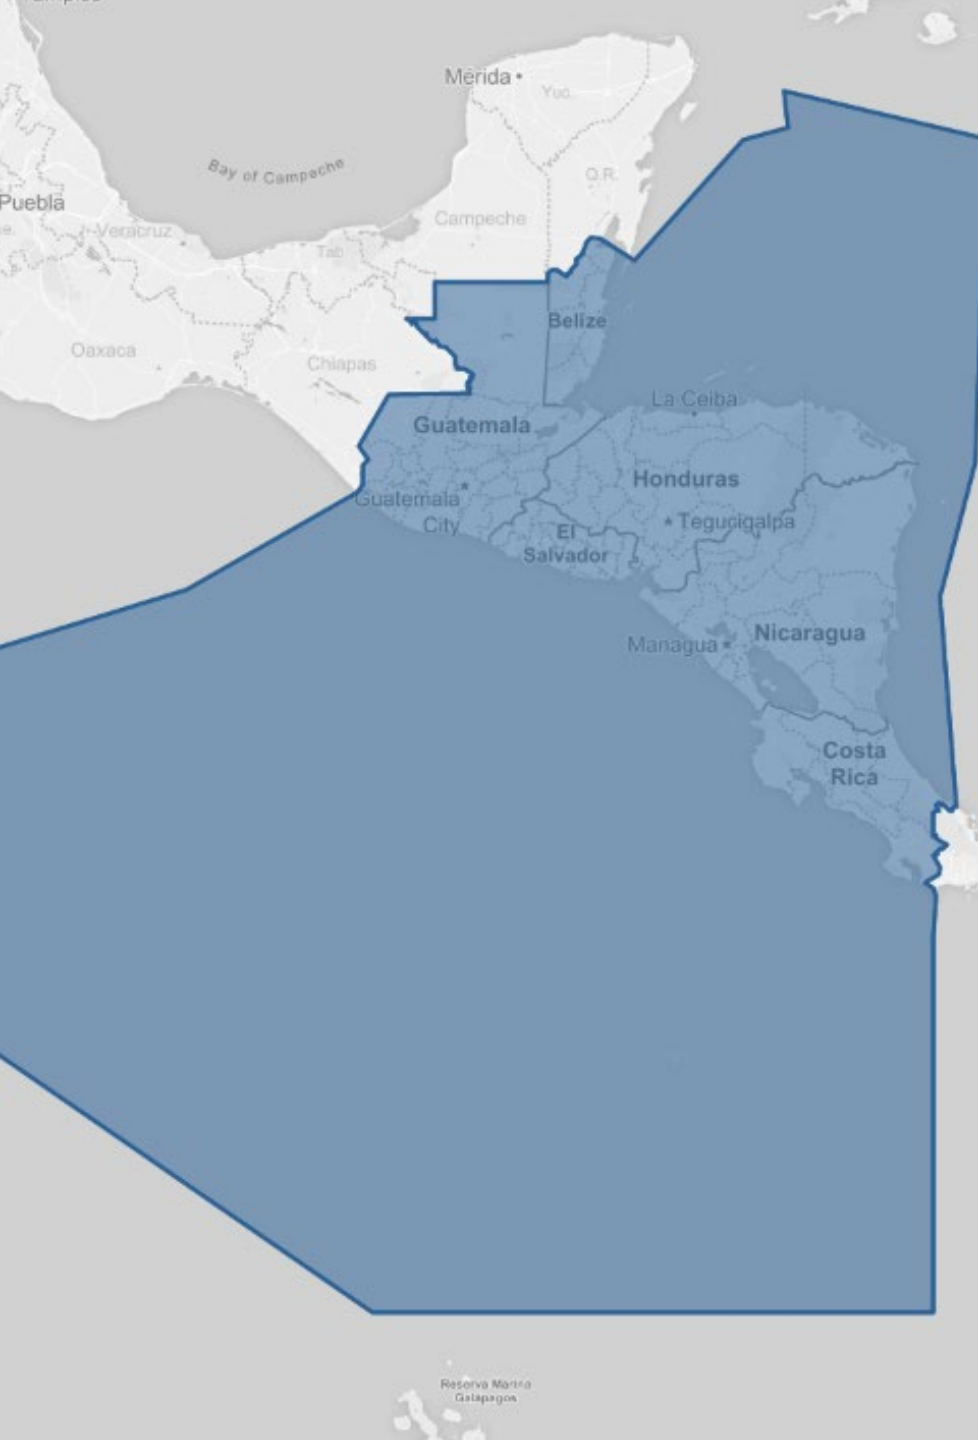 Mérida
Yuc.
Bay of Campeche
Q.R.
Puebla
Campeche
Veracruz
Tab
Belize
Oaxaca
Chiapas
La Ceiba
Guatemala
Honduras
Guatemala
City
Tegucigalpa
El
Salvador
Nicaragua
Managua
Costa
Rica
Reserva Marina
Galapagos